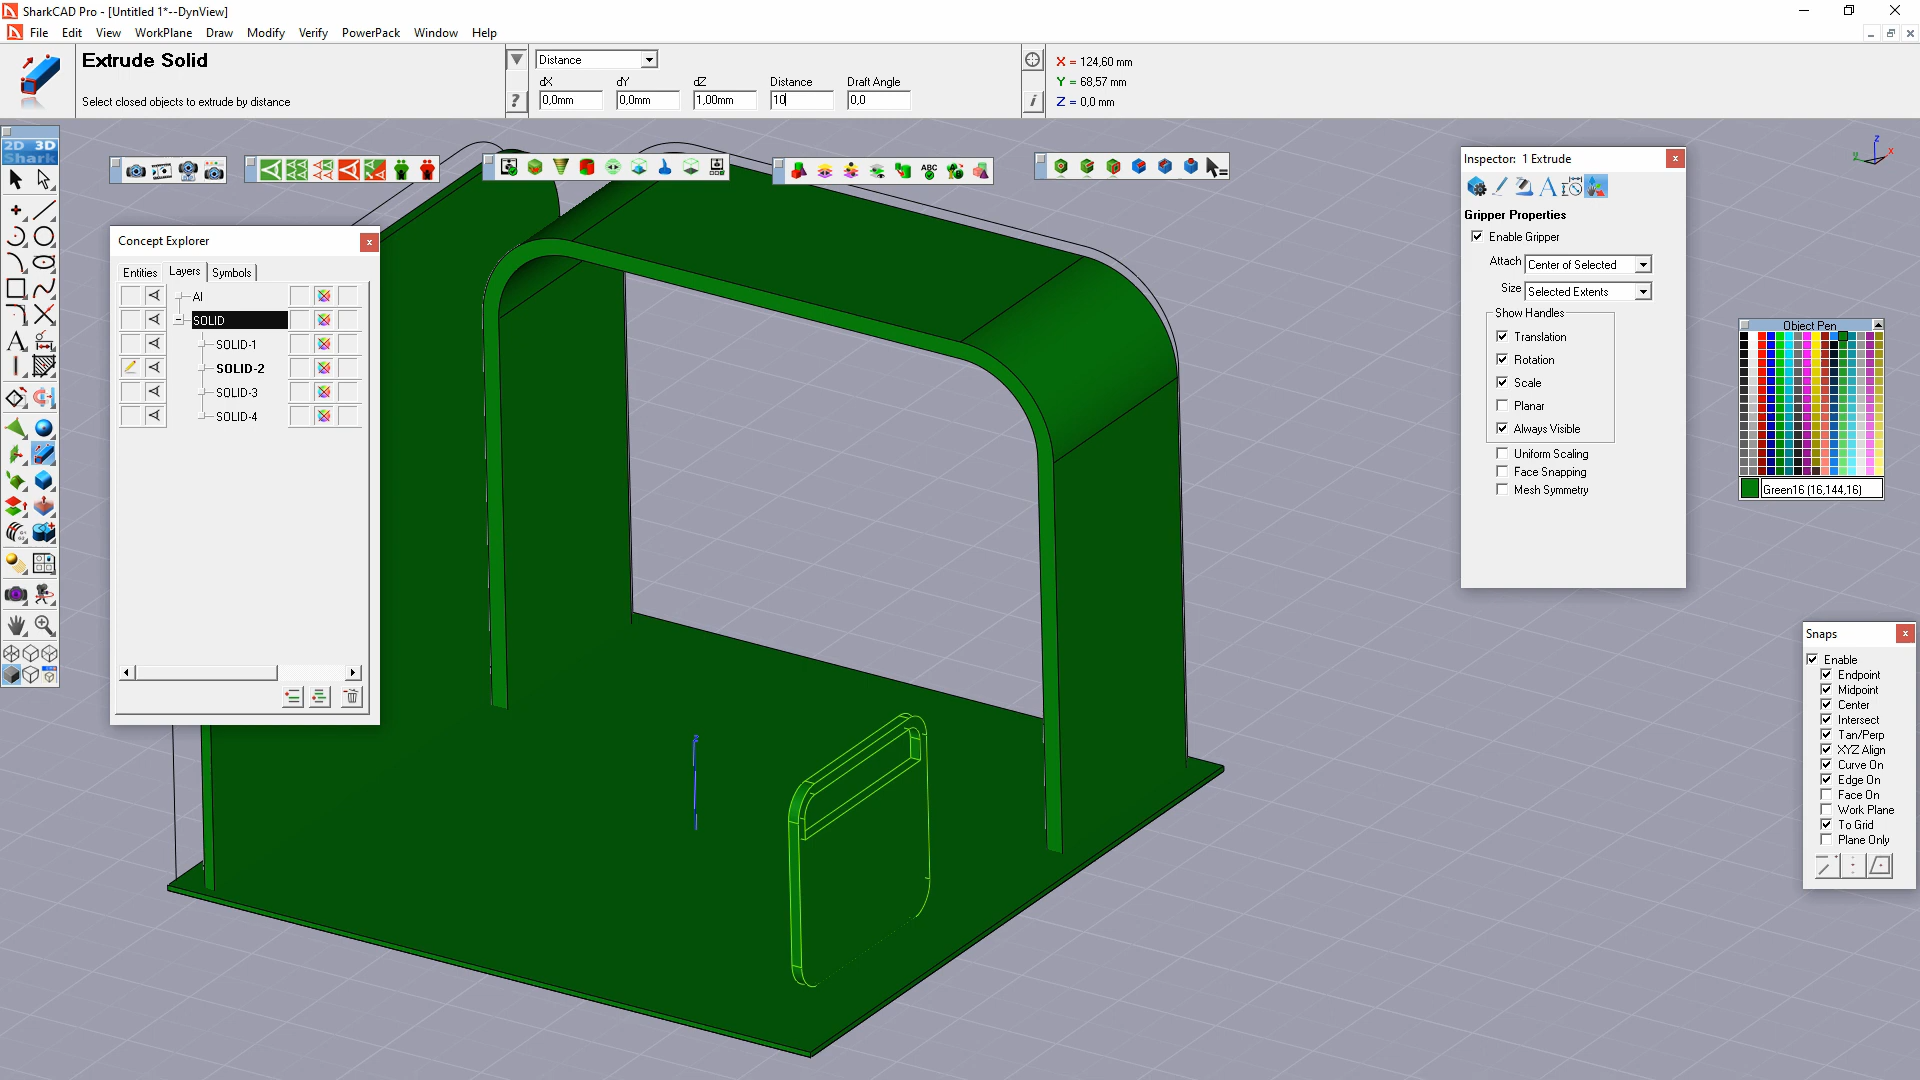 SharkCAD Pro - [Untitled 1*--DynView]
File Edit View WorkPlane Draw Modify Verify PowerPack Window Help
Extrude Solid
Select closed objects to extrude by distance
Distance
dX dY dZ Distance Draft Angle
0,0mm 0,0mm 1,00mm 10 0,0
X = 124,60 mm
Y = 68,57 mm
Z = 0,0 mm
2D 3D
Shark
Concept Explorer
Entities Layers Symbols
Al
SOLID
SOLID-1
SOLID-2
SOLID-3
SOLID-4
ABC
Z
Y
X
Inspector: 1 Extrude
Gripper Properties
Enable Gripper
Attach Center of Selected
Size Selected Extents
Show Handles
Translation
Rotation
Scale
Planar
Always Visible
Uniform Scaling
Face Snapping
Mesh Symmetry
Object Pen
Green16 (16,144,16)
Snaps
Enable
Endpoint
Midpoint
Center
Intersect
Tan/Perp
XYZ Align
Curve On
Edge On
Face On
Work Plane
To Grid
Plane Only